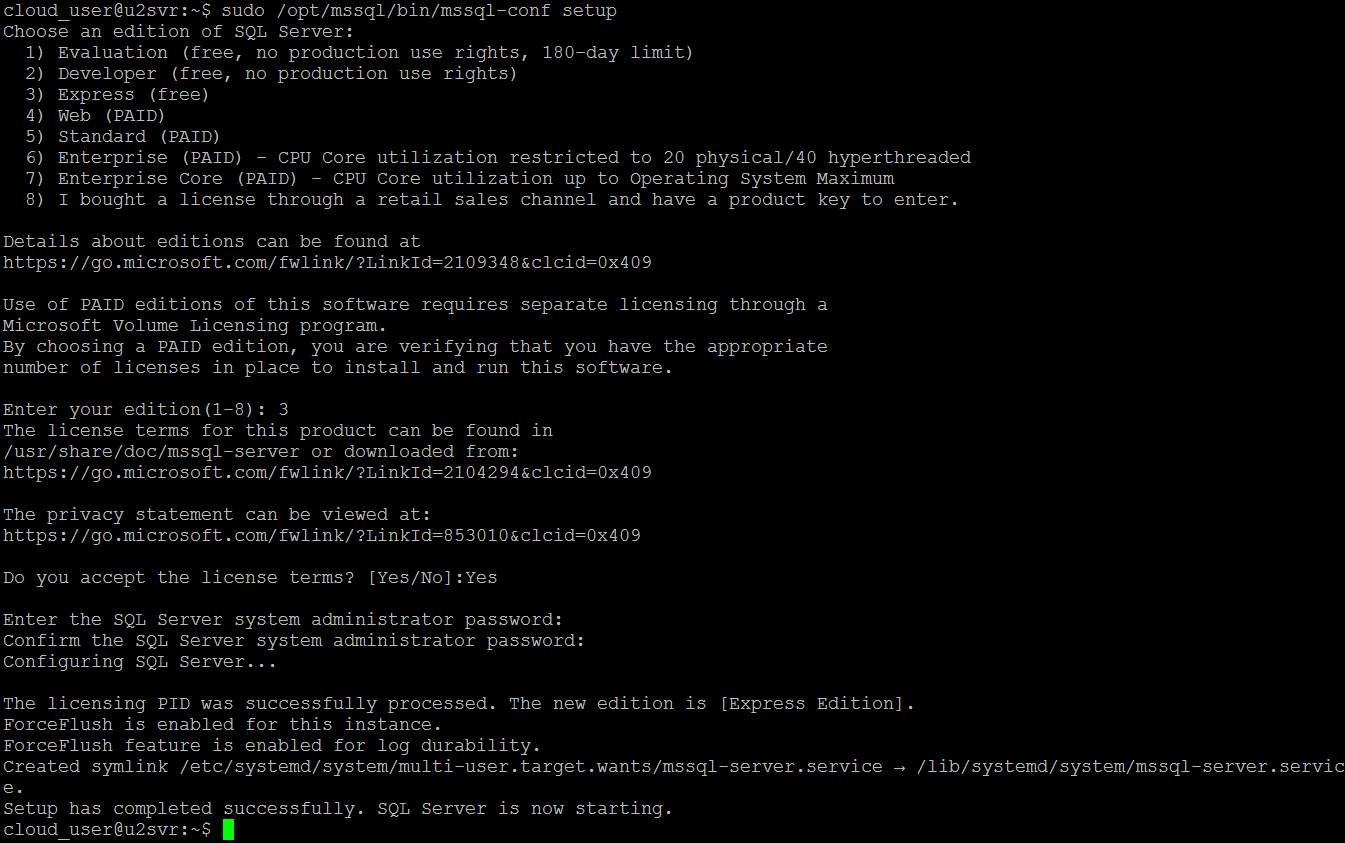 cloud_user@u2svr:~$ sudo /opt/mssql/bin/mssql-conf setup
Choose an edition of SQL Server:
  1) Evaluation (free, no production use rights, 180-day limit)
  2) Developer (free, no production use rights)
  3) Express (free)
  4) Web (PAID)
  5) Standard (PAID)
  6) Enterprise (PAID) - CPU Core utilization restricted to 20 physical/40 hyperthreaded
  7) Enterprise Core (PAID) - CPU Core utilization up to Operating System Maximum
  8) I bought a license through a retail sales channel and have a product key to enter.

Details about editions can be found at
https://go.microsoft.com/fwlink/?LinkId=2109348&clcid=0x409

Use of PAID editions of this software requires separate licensing through a
Microsoft Volume Licensing program.
By choosing a PAID edition, you are verifying that you have the appropriate
number of licenses in place to install and run this software.

Enter your edition(1-8): 3
The license terms for this product can be found in
/usr/share/doc/mssql-server or downloaded from:
https://go.microsoft.com/fwlink/?LinkId=2104294&clcid=0x409

The privacy statement can be viewed at:
https://go.microsoft.com/fwlink/?LinkId=853010&clcid=0x409

Do you accept the license terms? [Yes/No]:Yes

Enter the SQL Server system administrator password:
Confirm the SQL Server system administrator password:
Configuring SQL Server...

The licensing PID was successfully processed. The new edition is [Express Edition].
ForceFlush is enabled for this instance.
ForceFlush feature is enabled for log durability.
Created symlink /etc/systemd/system/multi-user.target.wants/mssql-server.service → /lib/systemd/system/mssql-server.servic
e.
Setup has completed successfully. SQL Server is now starting.
cloud_user@u2svr:~$